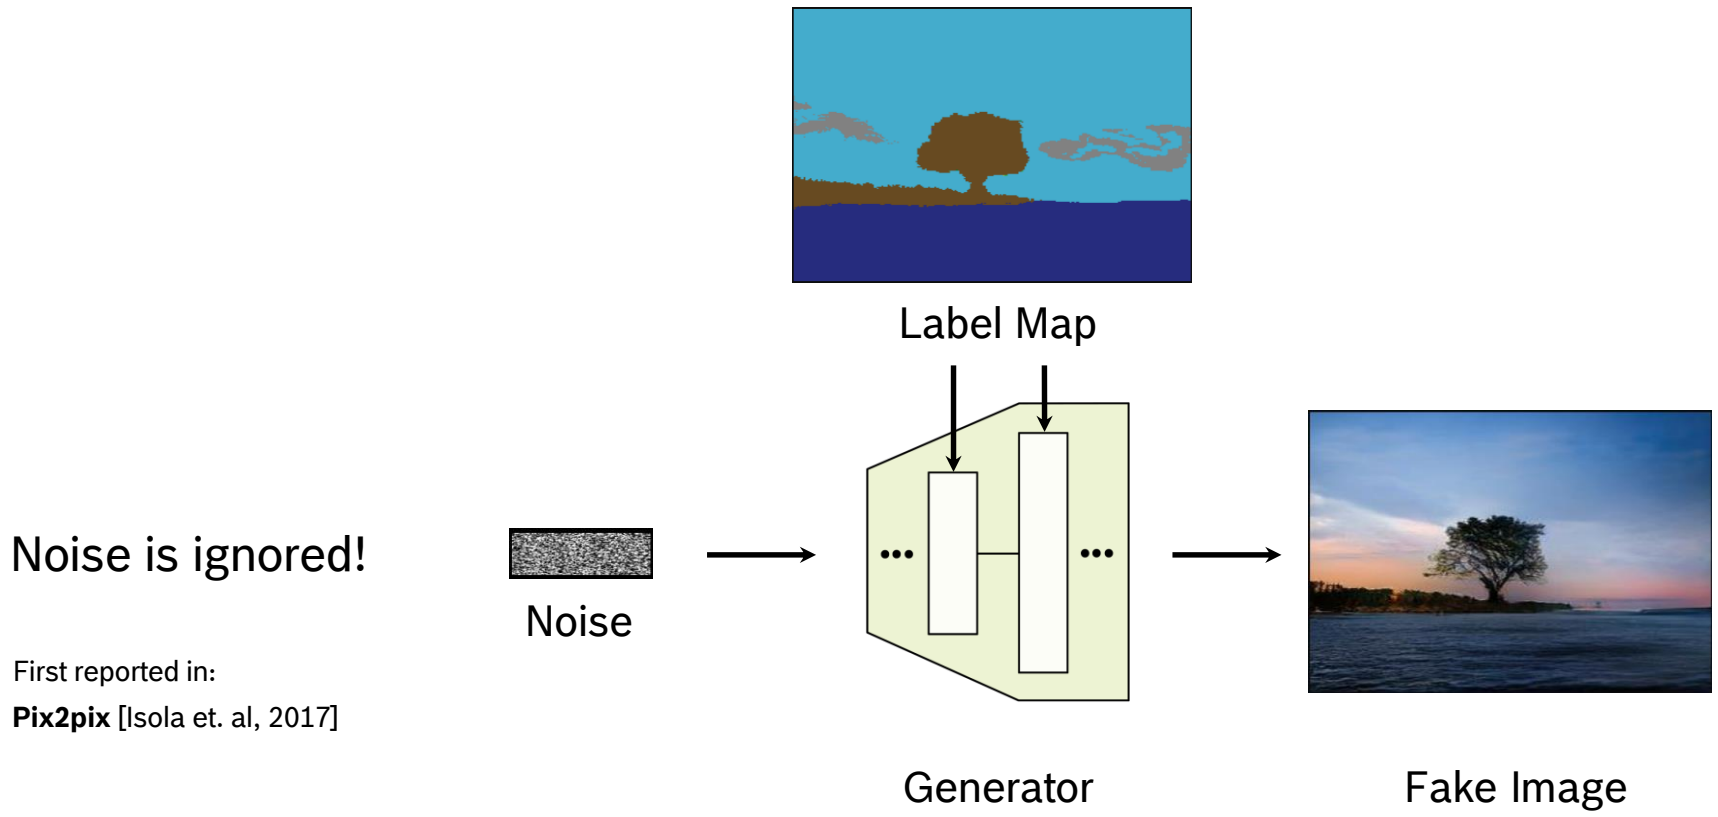 Label Map
Noise is ignored!
Noise
First reported in:
Pix2pix [Isola et. al, 2017]
Generator
Fake Image